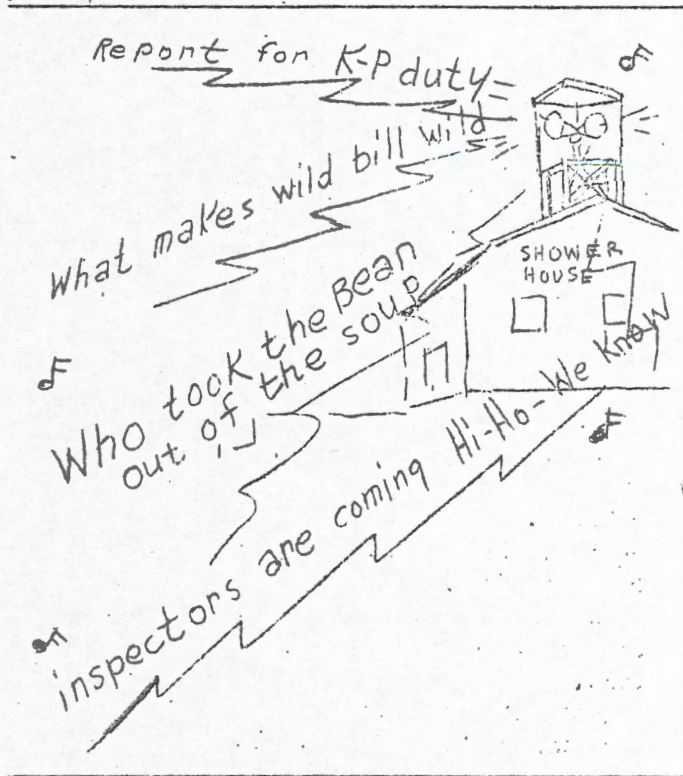 Report for K-P duty
What makes wild bill wild
SHOWER
HOUSE
Who took the Bean
out of the soup
inspectors are coming Hi-Ho-We Know